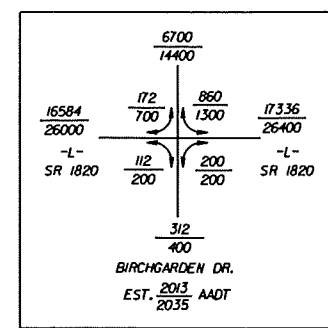 6700
14400
172
700
860
1300
16584
26000
17336
26400
-L-
SR 1820
-L-
SR 1820
112
200
200
200
312
400
BIRCHGARDEN DR.
EST. 2013
2035 AADT